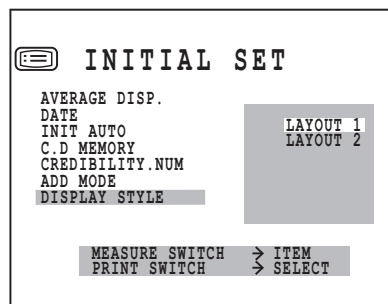 INITIAL SET
AVERAGE DISP.
DATE
INIT AUTO
C.D MEMORY
CREDIBILITY.NUM
ADD MODE
DISPLAY STYLE
LAYOUT 1
LAYOUT 2
MEASURE SWITCH → ITEM
PRINT SWITCH → SELECT